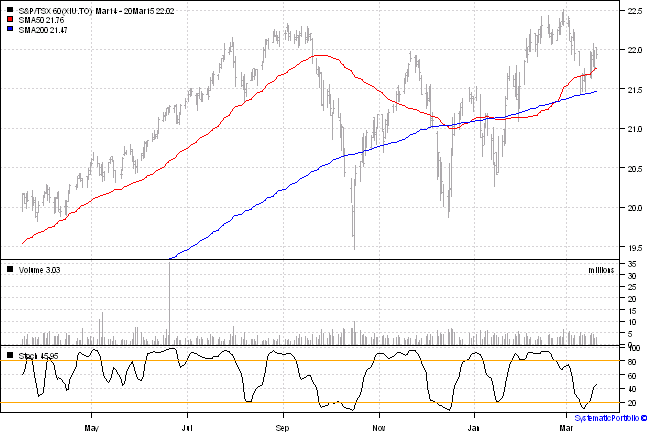 S&P/TSX 60(XIU.TO) Mar14 - 20Mar15 22.02
SMA50 21.76
SMA200 21.47
22.5
22.0
21.5
21.0
20.5
20.0
19.5
Volume 3.03
millions
35
30
25
20
15
10
5
0
Stoch 45.95
100
80
60
40
20
May
Jul
Sep
Nov
Jan
Mar
SystematicPortfolio ©